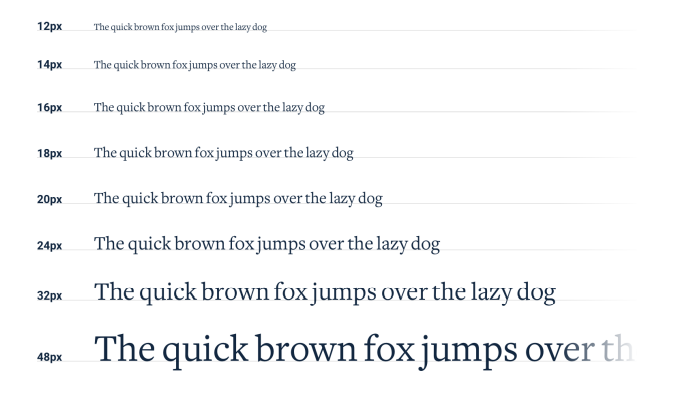 12px The quick brown fox jumps over the lazy dog
14px The quick brown fox jumps over the lazy dog
16px The quick brown fox jumps over the lazy dog
18px The quick brown fox jumps over the lazy dog
20px The quick brown fox jumps over the lazy dog
24px The quick brown fox jumps over the lazy dog
32px The quick brown fox jumps over the lazy dog
48px The quick brown fox jumps over th